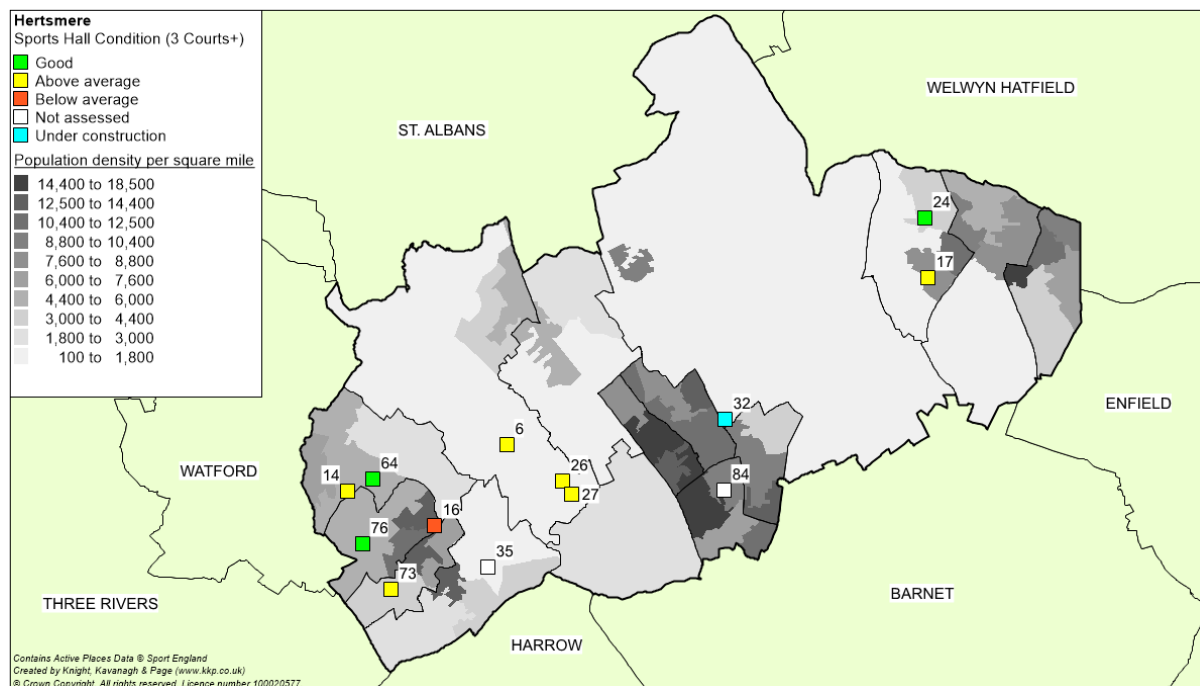 Hertsmere
Sports Hall Condition (3 Courts+)
Good
Above average
Below average
Not assessed
Under construction
Population density per square mile
14,400 to 18,500
12,500 to 14,400
10,400 to 12,500
8,800 to 10,400
7,600 to 8,800
6,000 to 7,600
4,400 to 6,000
3,000 to 4,400
1,800 to 3,000
100 to 1,800
WELWYN HATFIELD
ST. ALBANS
24
17
32
ENFIELD
6
WATFORD
64
26
84
14
27
16
76
35
73
BARNET
THREE RIVERS
HARROW
Contains Active Places Data © Sport England
Created by Knight, Kavanagh & Page (www.kkp.co.uk)
© Crown Copyright. All rights reserved. Licence number 100020577.